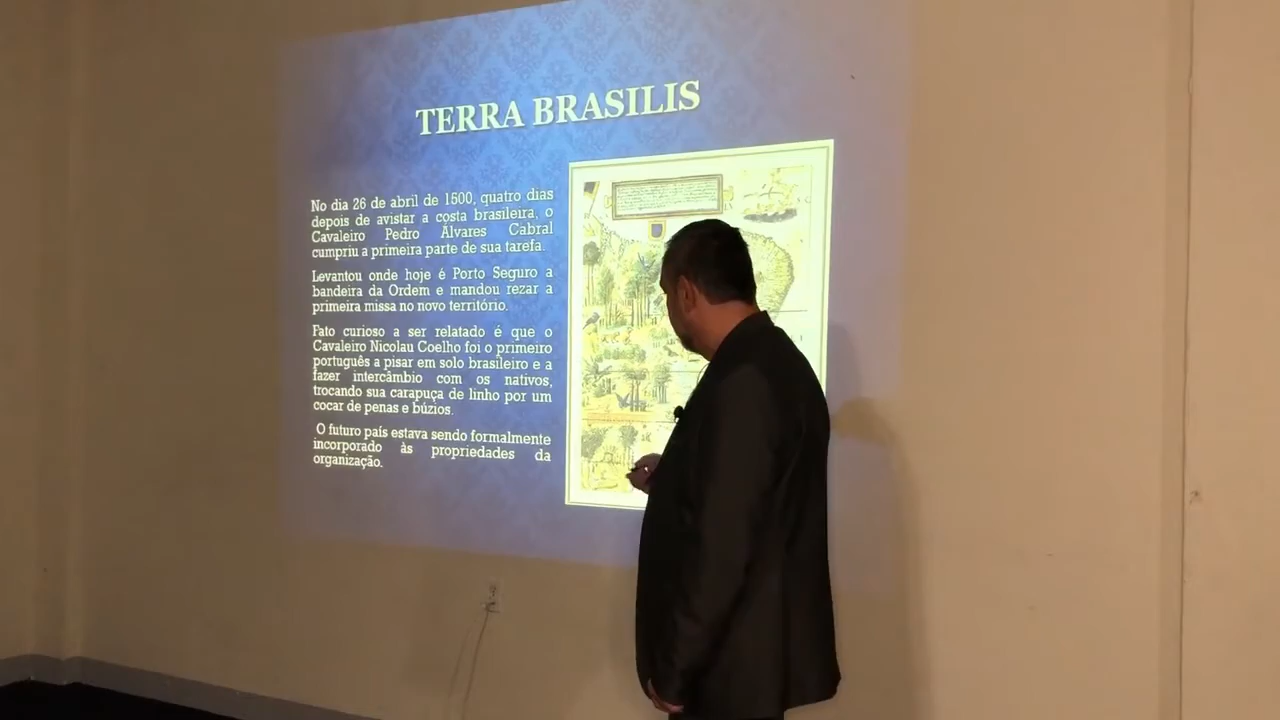 TERRA BRASILIS
No dia 26 de abril de 1500, quatro dias
depois de avistar a costa brasileira, o
Cavaleiro Pedro Álvares Cabral
cumpriu a primeira parte de sua tarefa.
Levantou onde hoje é Porto Seguro a
bandeira da Ordem e mandou rezar a
primeira missa no novo território.
Fato curioso a ser relatado é que o
Cavaleiro Nicolau Coelho foi o primeiro
português a pisar em solo brasileiro e a
fazer intercâmbio com os nativos,
trocando sua carapuça de linho por um
cocar de penas e búzios.
O futuro país estava sendo formalmente
incorporado às propriedades da
organização.